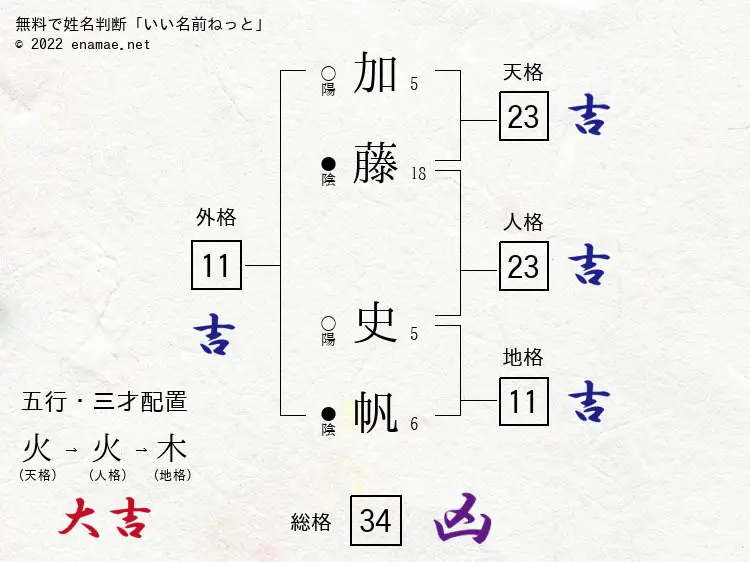 無料で姓名判断「いい名前ねっと」
© 2022 enamae.net
○陽 加 5
●陰 藤 18
○陽 史 5
●陰 帆 6
天格
23 吉
人格
23 吉
地格
11 吉
外格
11
吉
五行・三才配置
火 → 火 → 木
(天格) (人格) (地格)
大吉
総格 34 凶